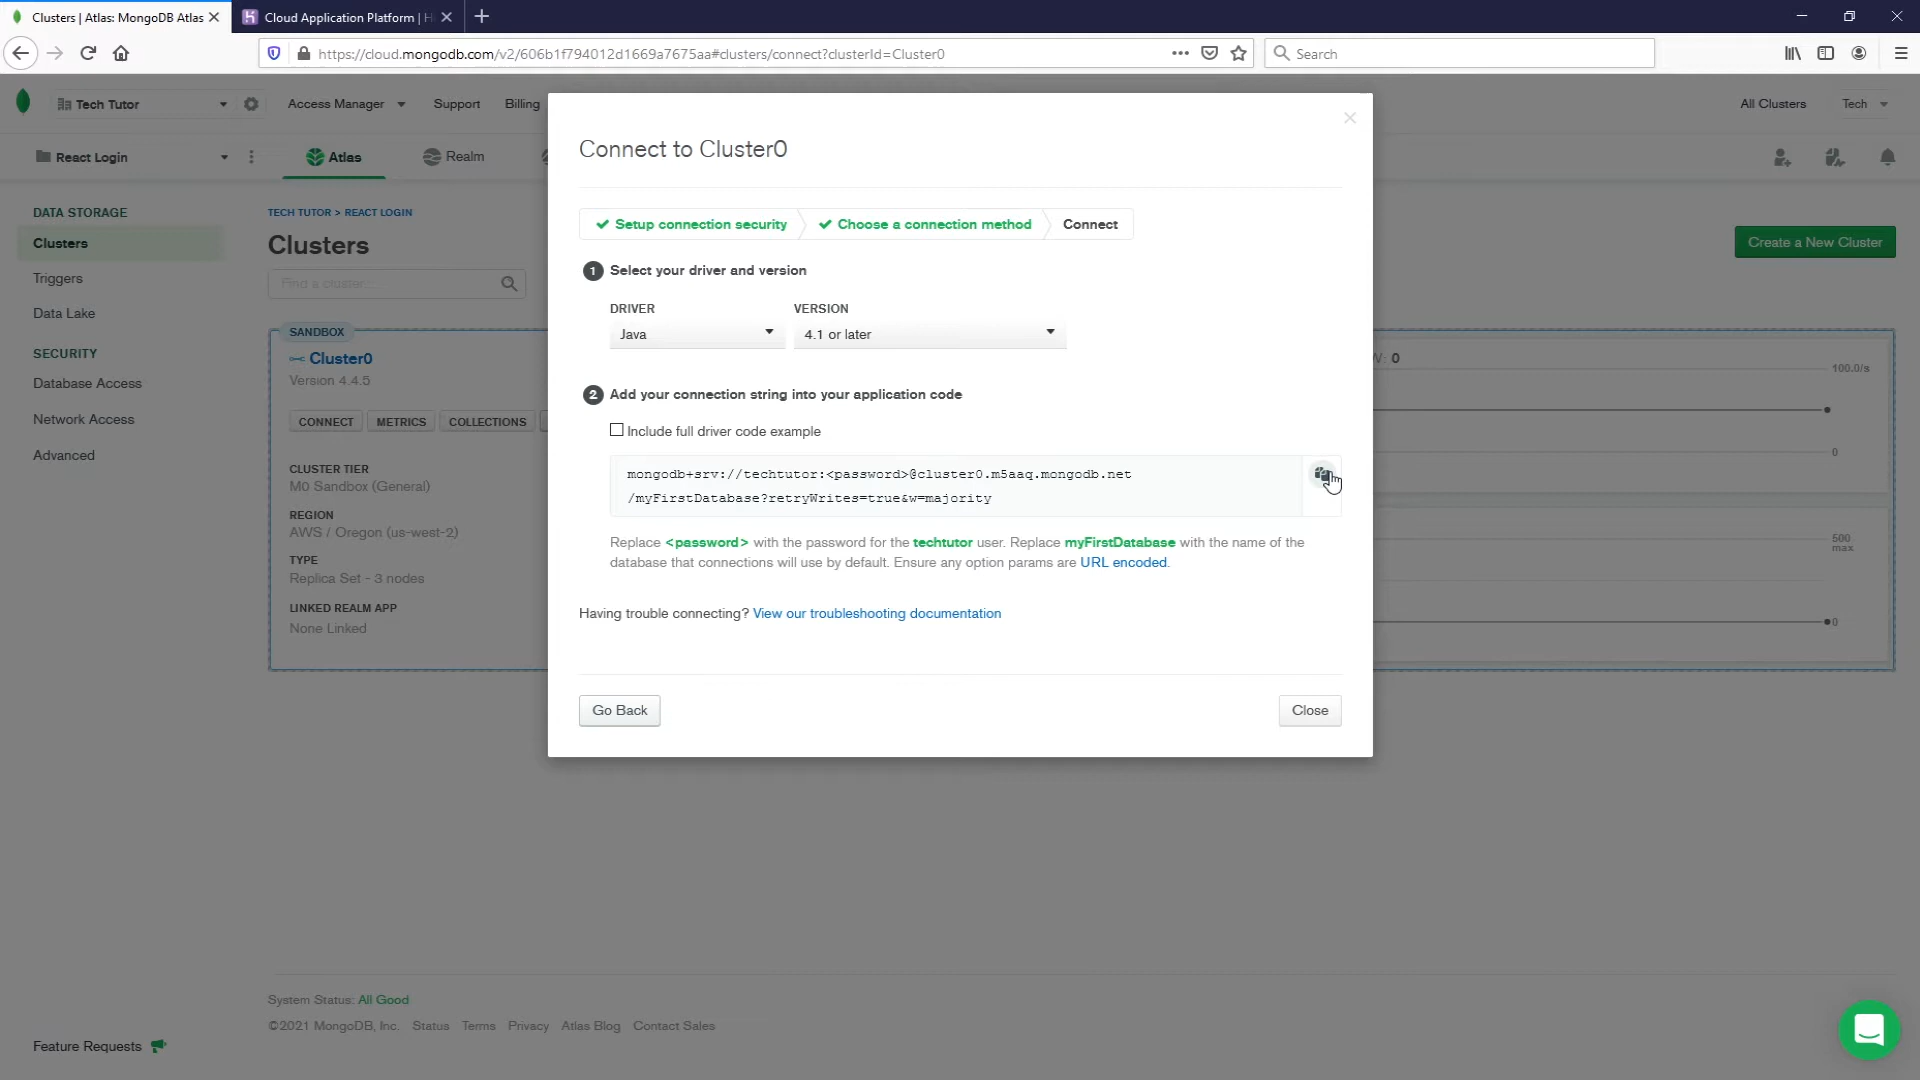 Clusters | Atlas: MongoDB Atlas
Cloud Application Platform |
https://cloud.mongodb.com/v2/606b1f794012d1669a7675aa#clusters/connect?clusterId=Cluster0
Search
Tech Tutor
Access Manager
Support
Billing
All Clusters
Tech
React Login
Atlas
Realm
DATA STORAGE
Clusters
Triggers
Data Lake
SECURITY
Database Access
Network Access
Advanced
TECH TUTOR > REACT LOGIN
Clusters
Find a cluster...
Create a New Cluster
SANDBOX
Cluster0
Version 4.4.5
CONNECT
METRICS
COLLECTIONS
CLUSTER TIER
M0 Sandbox (General)
REGION
AWS / Oregon (us-west-2)
TYPE
Replica Set - 3 nodes
LINKED REALM APP
None Linked
Connect to Cluster0
Setup connection security
Choose a connection method
Connect
1 Select your driver and version
DRIVER
VERSION
Java
4.1 or later
2 Add your connection string into your application code
Include full driver code example
mongodb+srv://techtutor:<password>@cluster0.m5aaq.mongodb.net
/myFirstDatabase?retryWrites=true&w=majority
Replace <password> with the password for the techtutor user. Replace myFirstDatabase with the name of the
database that connections will use by default. Ensure any option params are URL encoded.
Having trouble connecting? View our troubleshooting documentation
Go Back
Close
W: 0
100.0/s
0
500
max
0
System Status: All Good
©2021 MongoDB, Inc. Status Terms Privacy Atlas Blog Contact Sales
Feature Requests